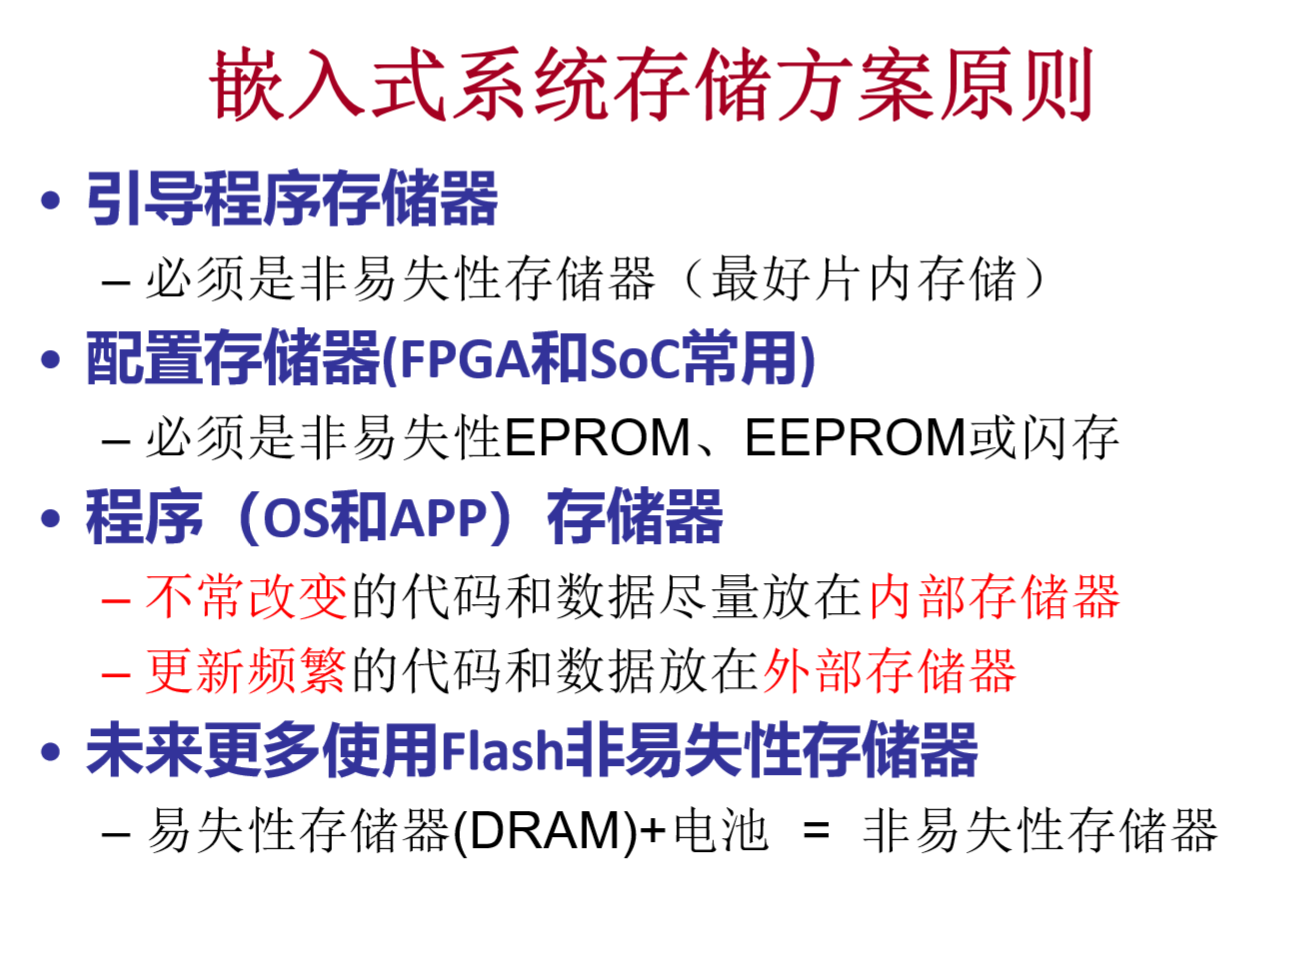 嵌入式系统存储方案原则
• 引导程序存储器
– 必须是非易失性存储器（最好片内存储）
• 配置存储器(FPGA和SoC常用)
– 必须是非易失性EPROM、EEPROM或闪存
• 程序（OS和APP）存储器
– 不常改变的代码和数据尽量放在内部存储器
– 更新频繁的代码和数据放在外部存储器
• 未来更多使用Flash非易失性存储器
– 易失性存储器(DRAM)+电池 = 非易失性存储器